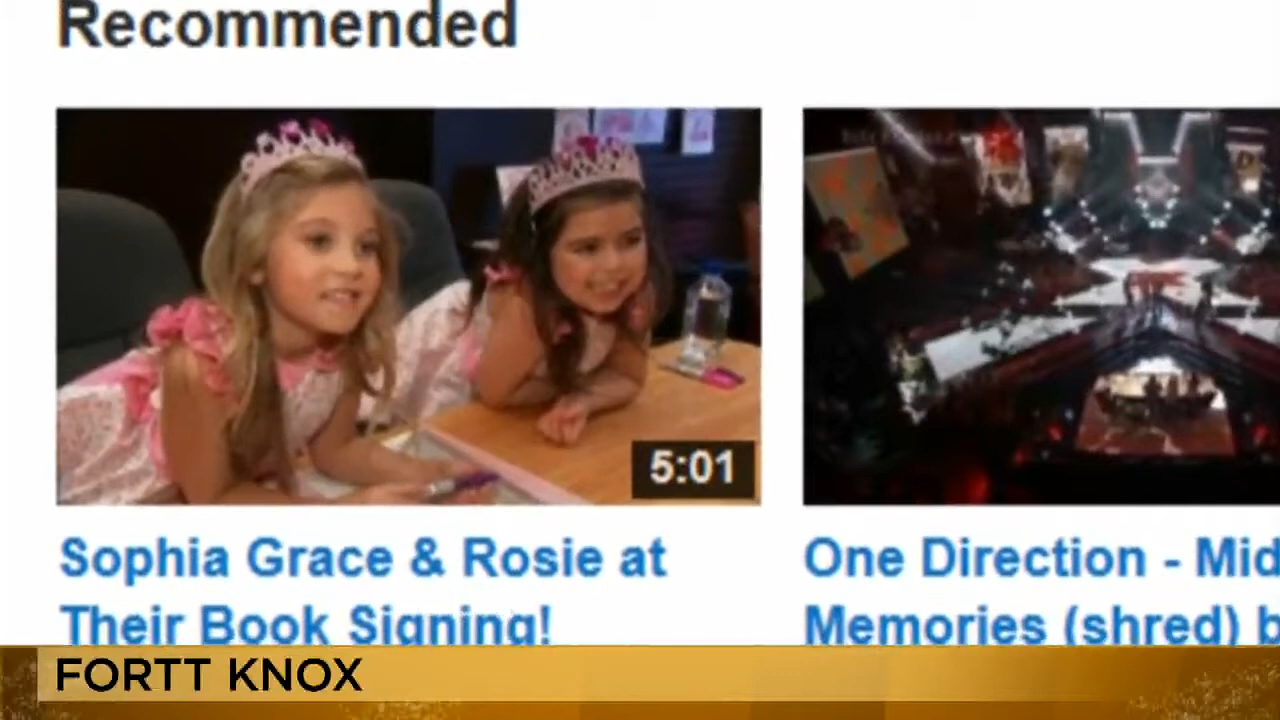 Recommended
5:01
Sophia Grace & Rosie at
Their Book Signing!
One Direction - Mid
Memories (shred) b
FORTT KNOX